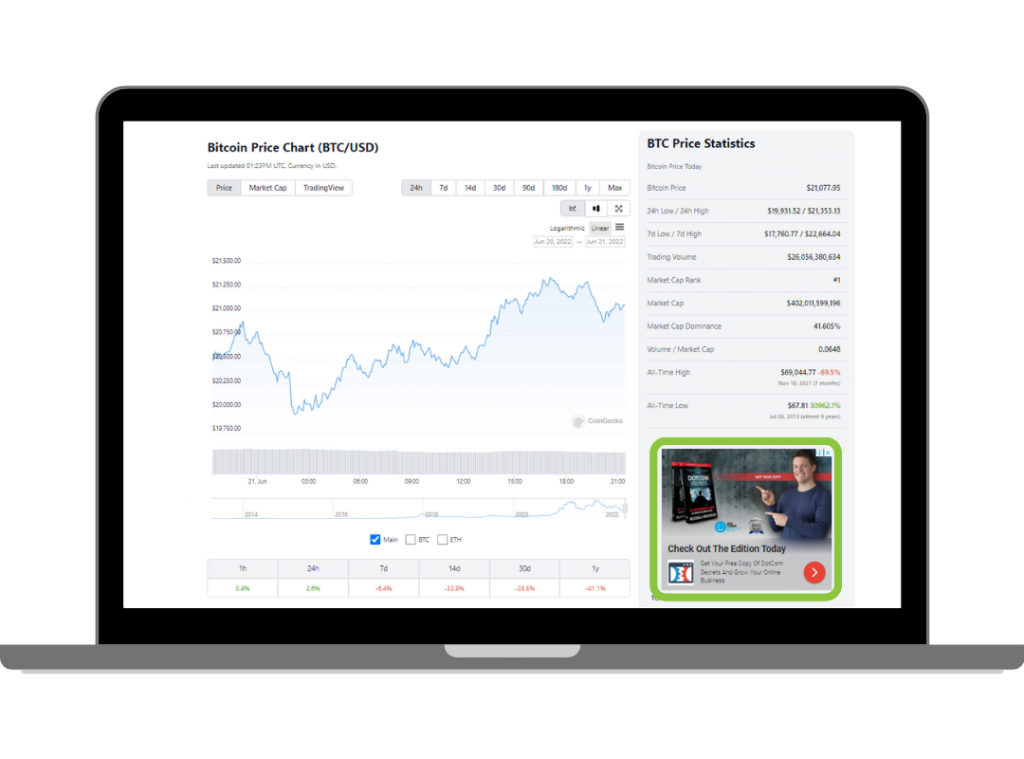 Bitcoin Price Chart (BTC/USD)
Last updated 01:23PM UTC. Currency in USD.
Price Market Cap TradingView
24h 7d 14d 30d 90d 180d 1y Max
Logarithmic Linear
Jun 20, 2022 → Jun 21, 2022
$21,500.00
$21,250.00
$21,000.00
$20,750.00
$20,500.00
$20,250.00
$20,000.00
$19,750.00
CoinGecko
21. Jun 03:00 06:00 09:00 12:00 15:00 18:00 21:00
2014 2016 2018 2020 2022
Main BTC ETH
1h 24h 7d 14d 30d 1y
0.4% 2.6% -6.4% -32.8% -28.5% -41.1%
BTC Price Statistics
Bitcoin Price Today
Bitcoin Price $21,077.95
24h Low / 24h High $19,931.52 / $21,353.13
7d Low / 7d High $17,760.77 / $22,664.04
Trading Volume $26,056,380,634
Market Cap Rank #1
Market Cap $402,011,599,196
Market Cap Dominance 41.605%
Volume / Market Cap 0.0648
All-Time High $69,044.77 -69.5%
Nov 10, 2021 (7 months)
All-Time Low $67.81 30962.1%
Jul 06, 2013 (almost 9 years)
DOTCOM
SECRETS
Check Out The Edition Today
Get Your Free Copy Of DotCom
Secrets And Grow Your Online
Business